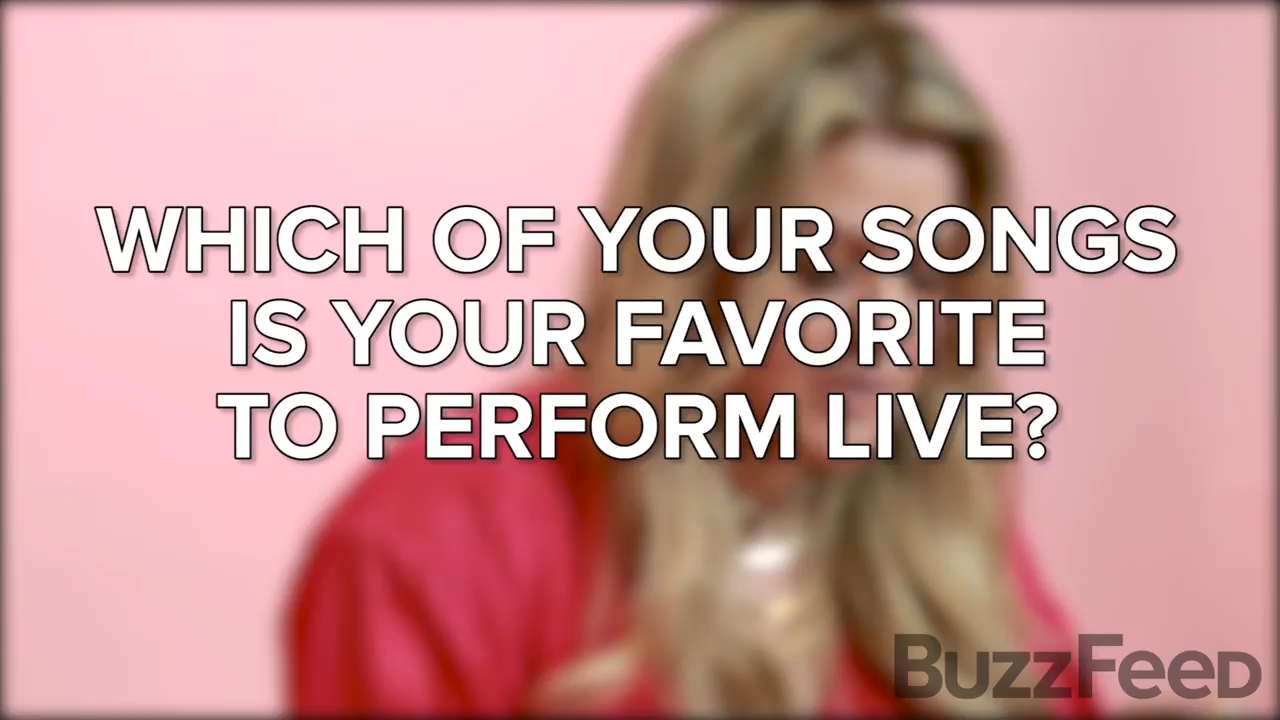 WHICH OF YOUR SONGS
IS YOUR FAVORITE
TO PERFORM LIVE?
BUZZFEED